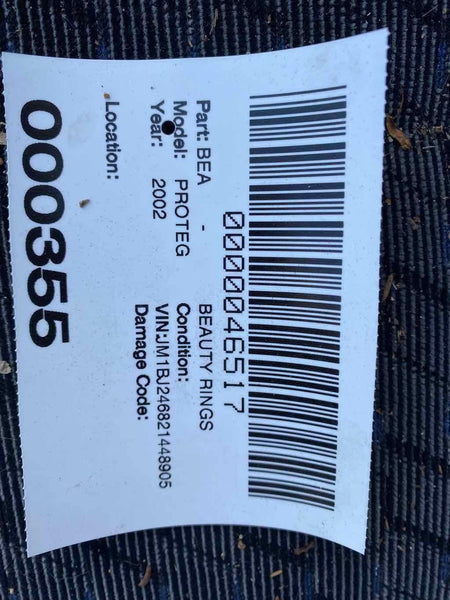 0000046517
Part: BEA - BEAUTY RINGS
Model: PROTEG Condition:
Year: 2002 VIN:JM1BJ246821448905
Damage Code:
Location:
000355